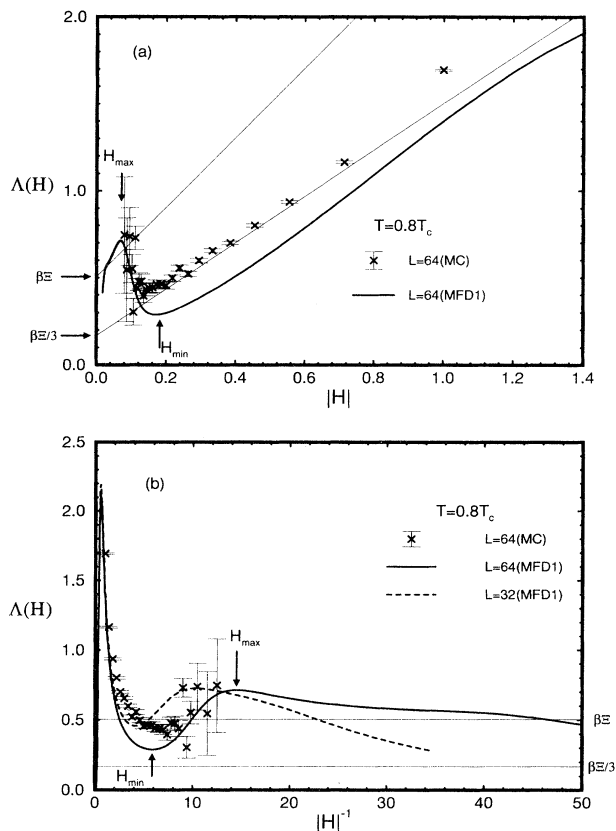 2.0
(a)
H_max
Λ(H)
1.0
T=0.8T_c
L=64(MC)
βΞ
L=64(MFD1)
βΞ/3
H_min
0.0
0.0 0.2 0.4 0.6 0.8 1.0 1.2 1.4
|H|
2.5
(b)
T=0.8T_c
2.0
L=64(MC)
L=64(MFD1)
1.5
L=32(MFD1)
Λ(H)
1.0
H_max
0.5
βΞ
H_min
βΞ/3
0.0
0 10 20 30 40 50
|H|^-1